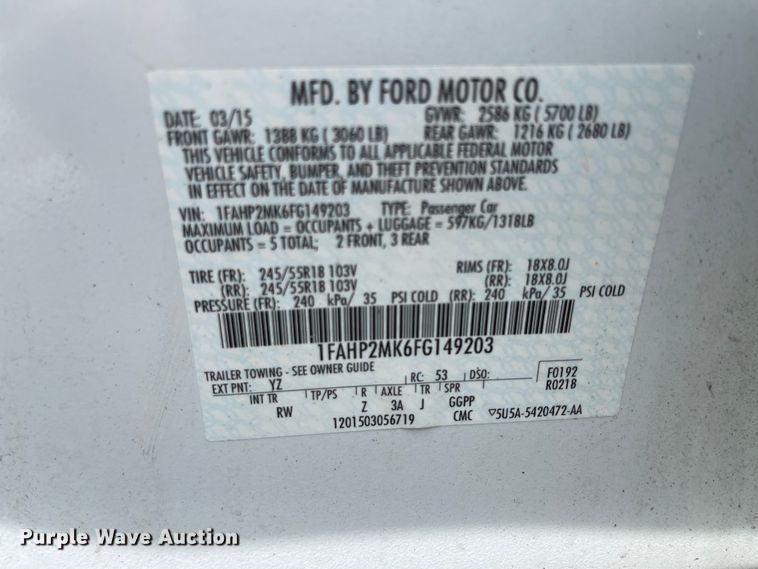 MFD. BY FORD MOTOR CO.
DATE: 03/15 GVWR: 2586 KG ( 5700 LB)
FRONT GAWR: 1388 KG ( 3060 LB) REAR GAWR: 1216 KG ( 2680 LB)
THIS VEHICLE CONFORMS TO ALL APPLICABLE FEDERAL MOTOR
VEHICLE SAFETY, BUMPER, AND THEFT PREVENTION STANDARDS
IN EFFECT ON THE DATE OF MANUFACTURE SHOWN ABOVE.
VIN: 1FAHP2MK6FG149203 TYPE: Passenger Car
MAXIMUM LOAD = OCCUPANTS + LUGGAGE = 597KG/1318LB
OCCUPANTS = 5 TOTAL; 2 FRONT, 3 REAR
TIRE (FR): 245/55R18 103V RIMS (FR): 18X8.0J
(RR): 245/55R18 103V (RR): 18X8.0J
PRESSURE (FR): 240 kPa/ 35 PSI COLD (RR): 240 kPa/ 35 PSI COLD
1FAHP2MK6FG149203
TRAILER TOWING - SEE OWNER GUIDE
EXT PNT: YZ RC: 53 DSO: F0192
R0218
INT TR TP/PS R AXLE TR SPR
RW Z 3A J GGPP
CMC ▽5U5A-5420472-AA
1201503056719
Purple Wave Auction